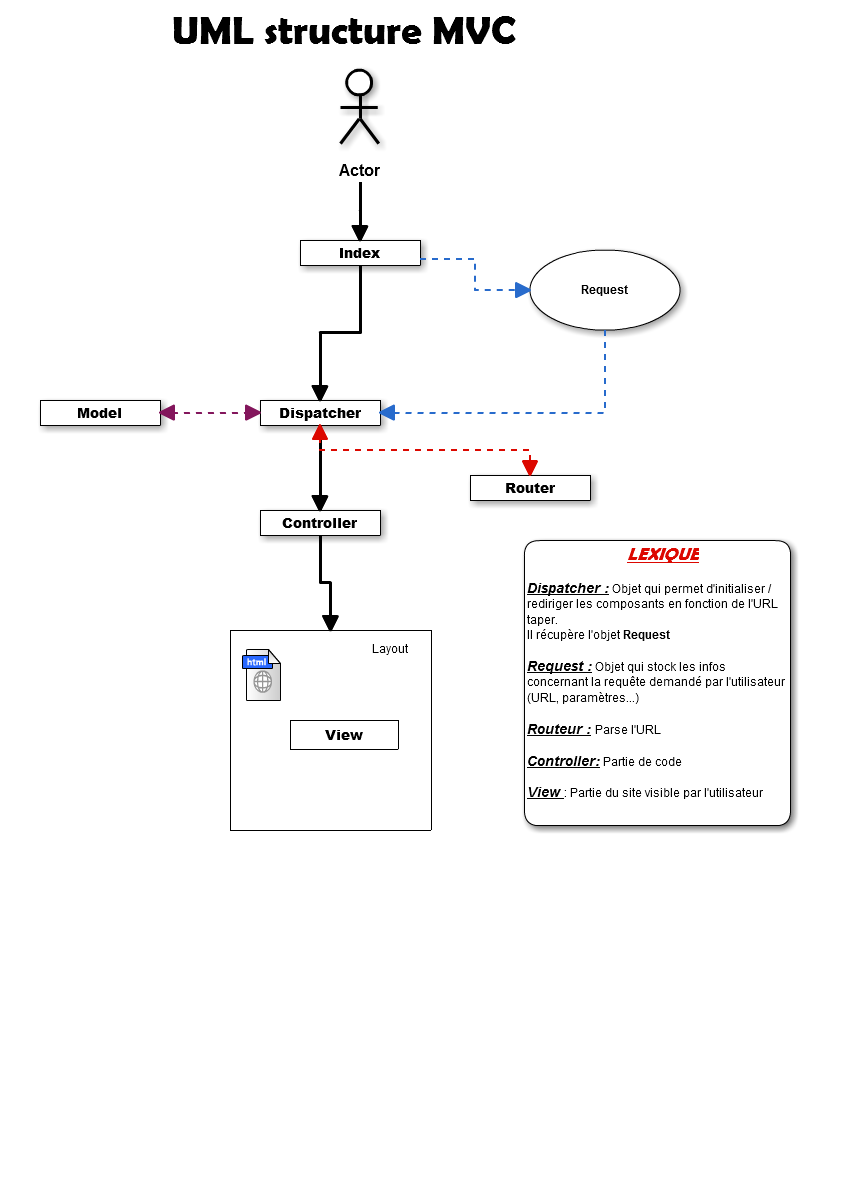 UML structure MVC
Actor
Index
Request
Model
Dispatcher
Router
Controller
Layout
html
View
LEXIQUE
Dispatcher : Objet qui permet d'initialiser /
rediriger les composants en fonction de l'URL
taper.
Il récupère l'objet Request
Request : Objet qui stock les infos
concernant la requête demandé par l'utilisateur
(URL, paramètres...)
Routeur : Parse l'URL
Controller: Partie de code
View : Partie du site visible par l'utilisateur